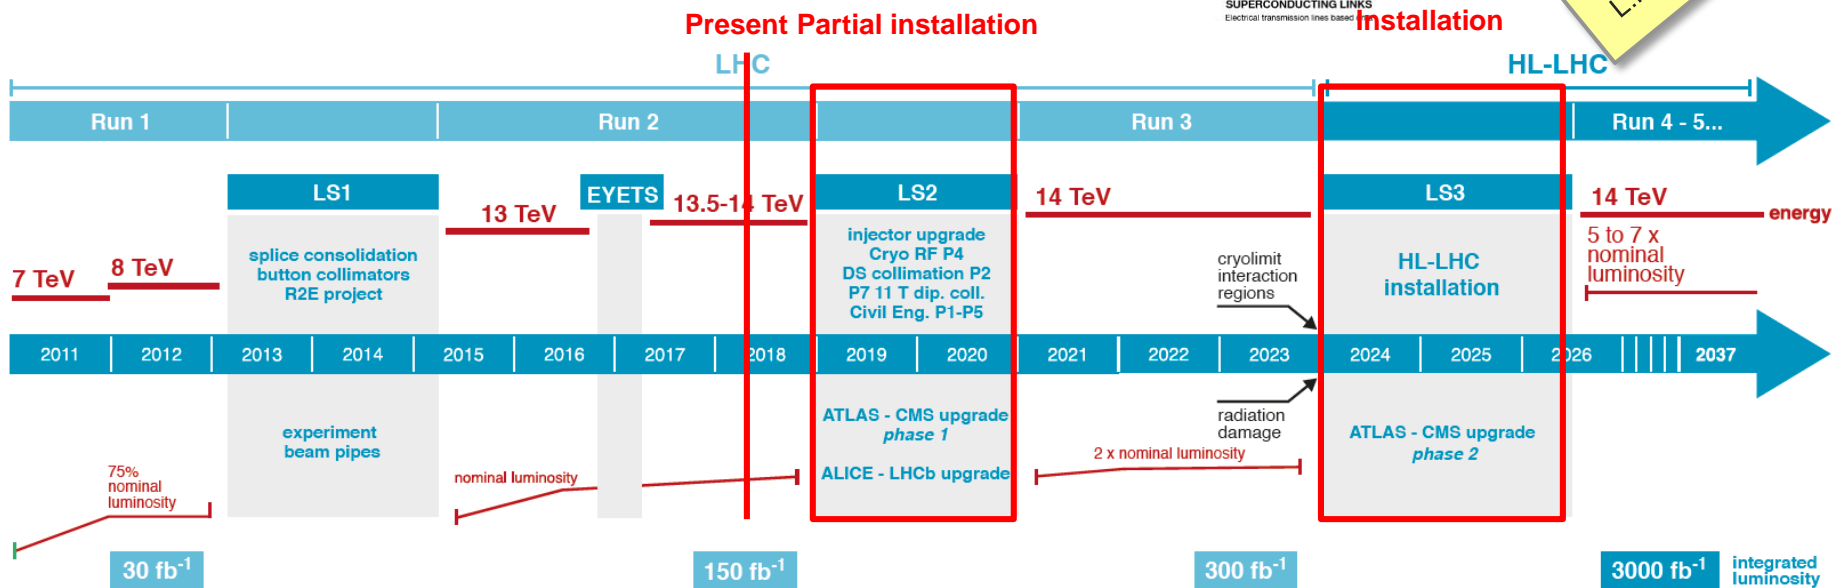 SUPERCONDUCTING LINKS
Electrical transmission lines based
Present Partial installation
Installation
LHC
HL-LHC
Run 1
Run 2
Run 3
Run 4 - 5...
LS1
EYETS
LS2
LS3
7 TeV
8 TeV
13 TeV
13.5-14 TeV
14 TeV
14 TeV
energy
splice consolidation
button collimators
R2E project
injector upgrade
Cryo RF P4
DS collimation P2
P7 11 T dip. coll.
Civil Eng. P1-P5
cryolimit
interaction
regions
HL-LHC
installation
5 to 7 x
nominal
luminosity
2011
2012
2013
2014
2015
2016
2017
2018
2019
2020
2021
2022
2023
2024
2025
2026
2037
75%
nominal
luminosity
experiment
beam pipes
nominal luminosity
ATLAS - CMS upgrade
phase 1
ALICE - LHCb upgrade
2 x nominal luminosity
radiation
damage
ATLAS - CMS upgrade
phase 2
30 fb-1
150 fb-1
300 fb-1
3000 fb-1
integrated
luminosity